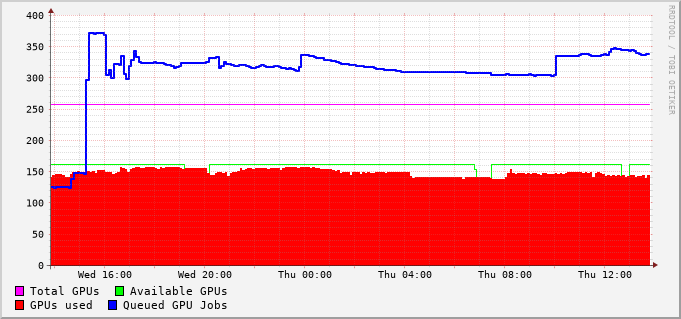 400
350
300
250
200
150
100
50
0
Wed 16:00 Wed 20:00 Thu 00:00 Thu 04:00 Thu 08:00 Thu 12:00
Total GPUs Available GPUs
GPUs used Queued GPU Jobs
RRDTOOL / TOBI OETIKER